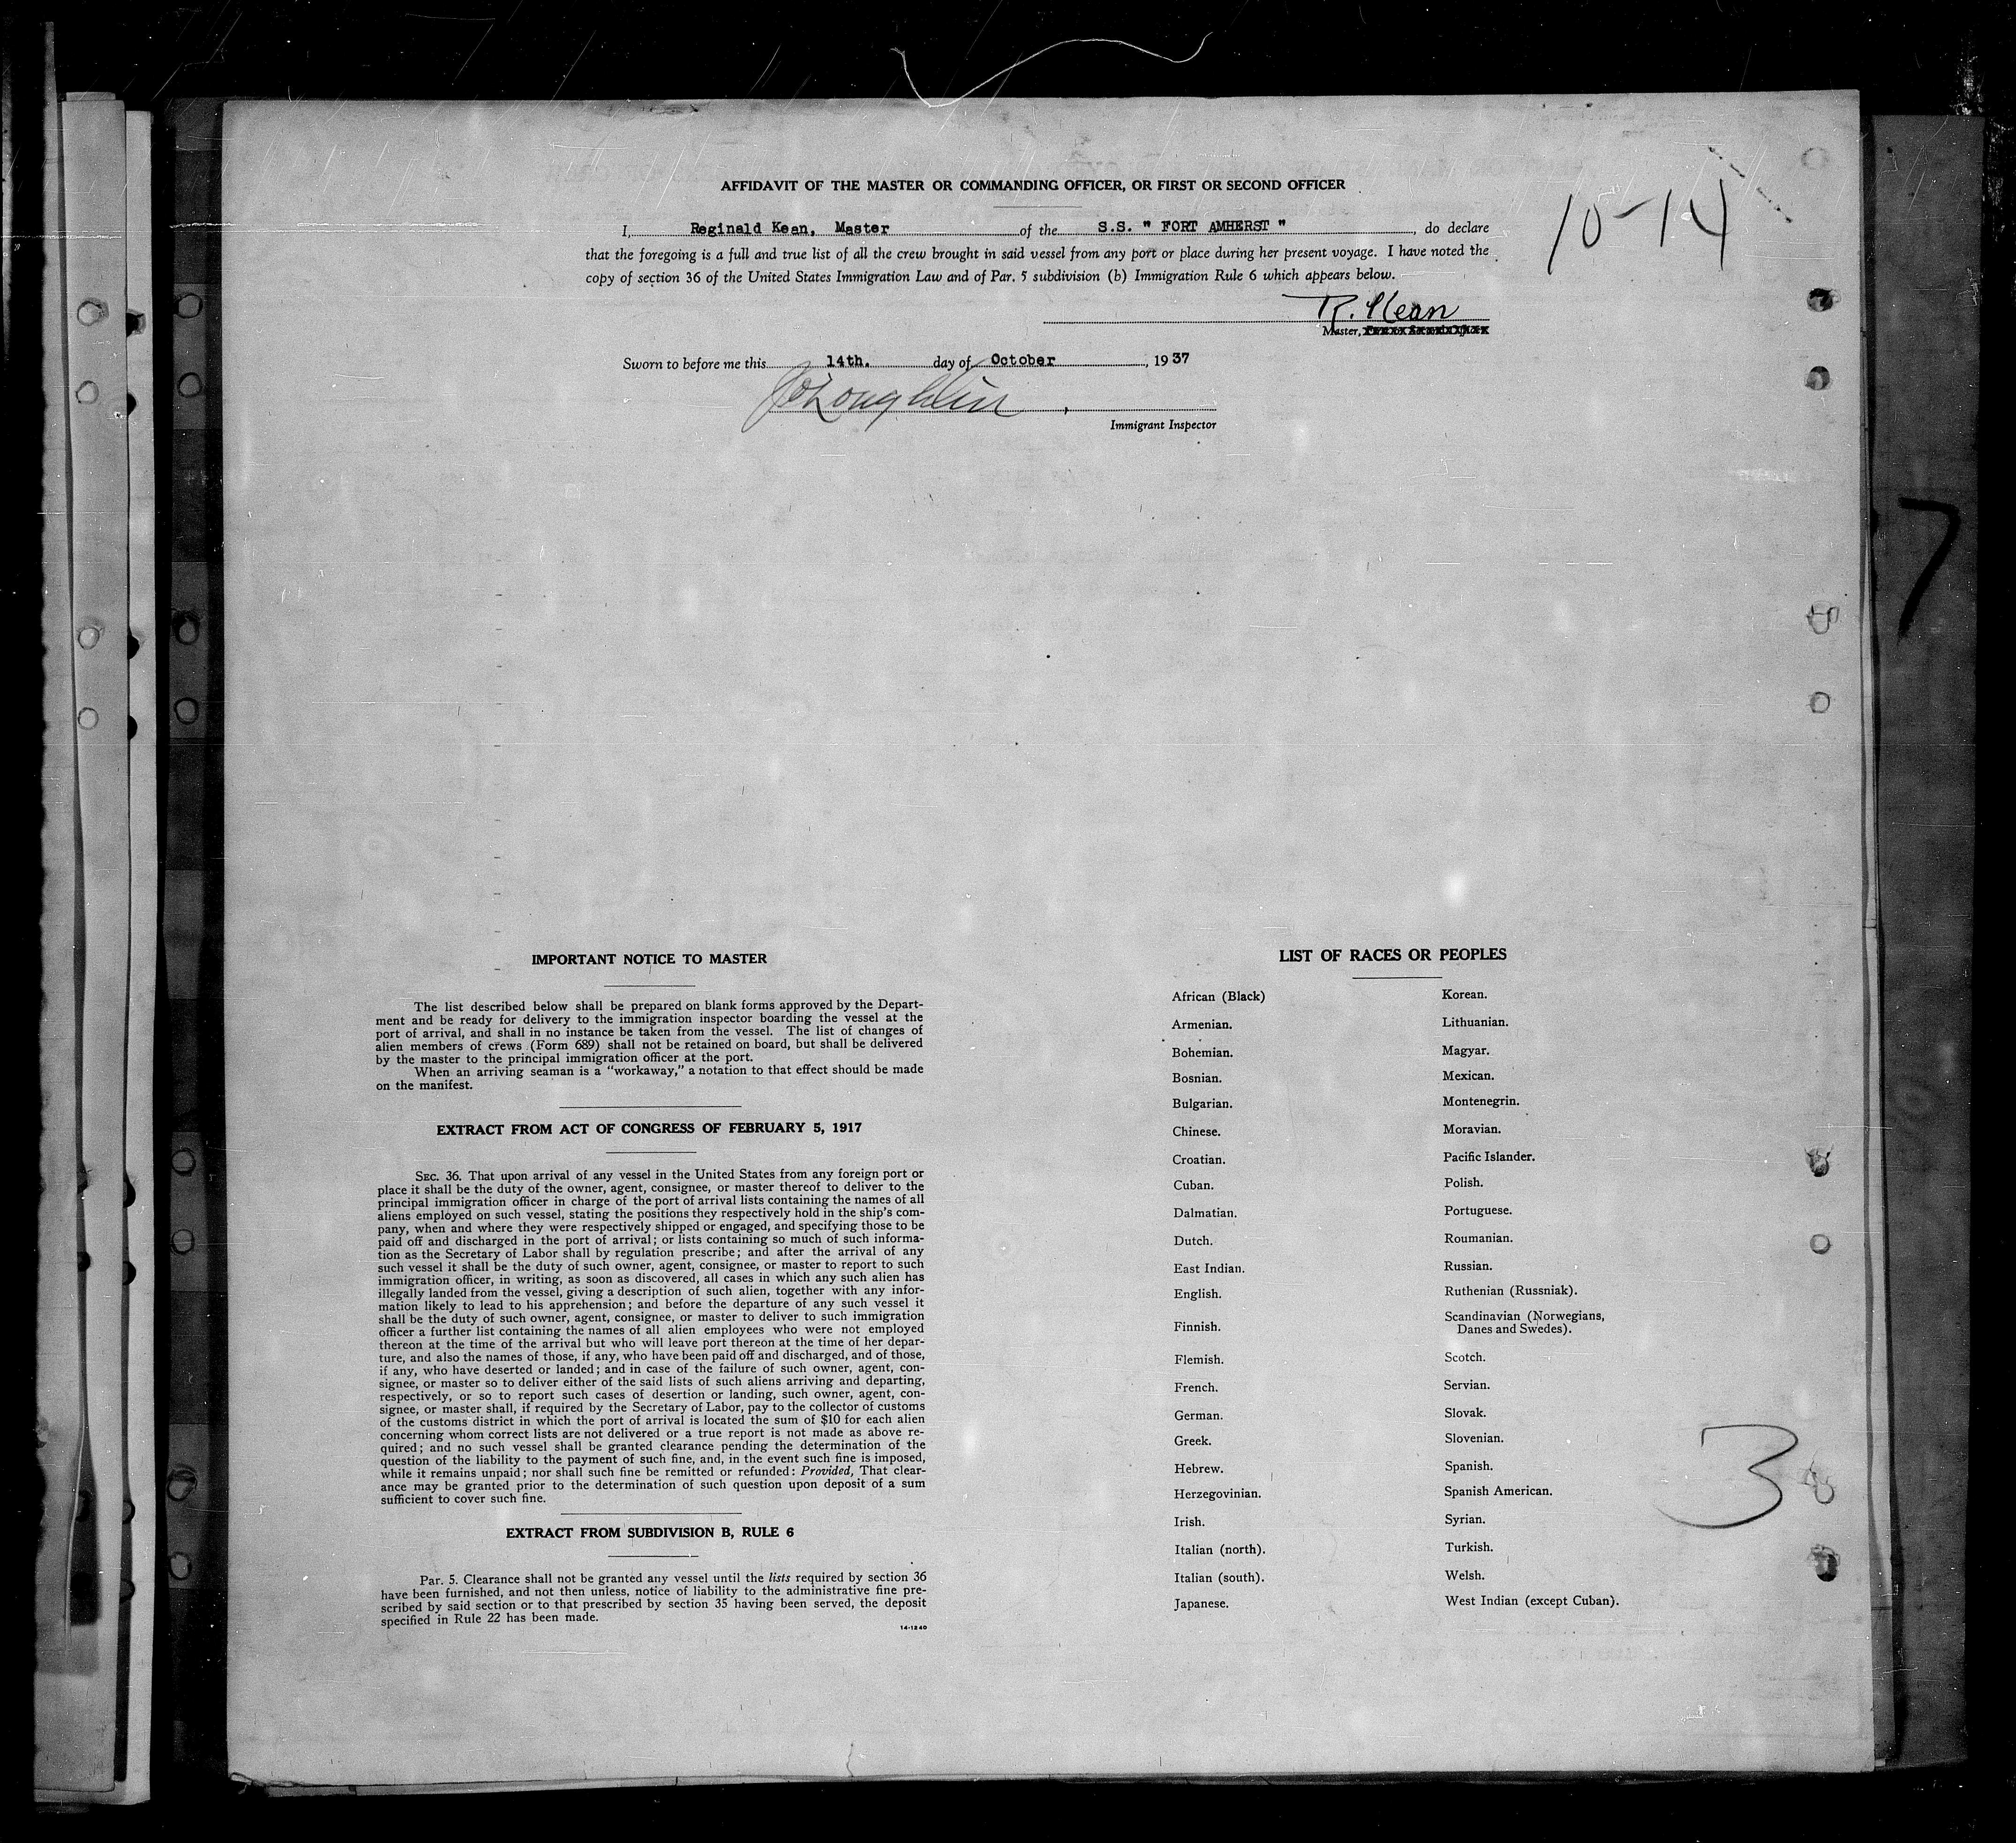 AFFIDAVIT OF THE MASTER OR COMMANDING OFFICER, OR FIRST OR SECOND OFFICER
10-14
I, Reginald Kean, Master of the S.S. " FORT AMHERST ", do declare
that the foregoing is a full and true list of all the crew brought in said vessel from any port or place during her present voyage. I have noted the
copy of section 36 of the United States Immigration Law and of Par. 5 subdivision (b) Immigration Rule 6 which appears below.
R. Kean
Master,
Sworn to before me this 14th. day of October, 1937
Immigrant Inspector
7
IMPORTANT NOTICE TO MASTER
The list described below shall be prepared on blank forms approved by the Depart-
ment and be ready for delivery to the immigration inspector boarding the vessel at the
port of arrival, and shall in no instance be taken from the vessel. The list of changes of
alien members of crews (Form 689) shall not be retained on board, but shall be delivered
by the master to the principal immigration officer at the port.
When an arriving seaman is a "workaway," a notation to that effect should be made
on the manifest.
EXTRACT FROM ACT OF CONGRESS OF FEBRUARY 5, 1917
SEC. 36. That upon arrival of any vessel in the United States from any foreign port or
place it shall be the duty of the owner, agent, consignee, or master thereof to deliver to the
principal immigration officer in charge of the port of arrival lists containing the names of all
aliens employed on such vessel, stating the positions they respectively hold in the ship's com-
pany, when and where they were respectively shipped or engaged, and specifying those to be
paid off and discharged in the port of arrival; or lists containing so much of such informa-
tion as the Secretary of Labor shall by regulation prescribe; and after the arrival of any
such vessel it shall be the duty of such owner, agent, consignee, or master to report to such
immigration officer, in writing, as soon as discovered, all cases in which any such alien has
illegally landed from the vessel, giving a description of such alien, together with any infor-
mation likely to lead to his apprehension; and before the departure of any such vessel it
shall be the duty of such owner, agent, consignee, or master to deliver to such immigration
officer a further list containing the names of all alien employees who were not employed
thereon at the time of the arrival but who will leave port thereon at the time of her depar-
ture, and also the names of those, if any, who have been paid off and discharged, and of those,
if any, who have deserted or landed; and in case of the failure of such owner, agent, con-
signee, or master so to deliver either of the said lists of such aliens arriving and departing,
respectively, or so to report such cases of desertion or landing, such owner, agent, con-
signee, or master shall, if required by the Secretary of Labor, pay to the collector of customs
of the customs district in which the port of arrival is located the sum of $10 for each alien
concerning whom correct lists are not delivered or a true report is not made as above re-
quired; and no such vessel shall be granted clearance pending the determination of the
question of the liability to the payment of such fine, and, in the event such fine is imposed,
while it remains unpaid; nor shall such fine be remitted or refunded: Provided, That clear-
ance may be granted prior to the determination of such question upon deposit of a sum
sufficient to cover such fine.
EXTRACT FROM SUBDIVISION B, RULE 6
Par. 5. Clearance shall not be granted any vessel until the lists required by section 36
have been furnished, and not then unless, notice of liability to the administrative fine pre-
scribed by said section or to that prescribed by section 35 having been served, the deposit
specified in Rule 22 has been made.
14-1240
LIST OF RACES OR PEOPLES
African (Black)
Armenian.
Bohemian.
Bosnian.
Bulgarian.
Chinese.
Croatian.
Cuban.
Dalmatian.
Dutch.
East Indian.
English.
Finnish.
Flemish.
French.
German.
Greek.
Hebrew.
Herzegovinian.
Irish.
Italian (north).
Italian (south).
Japanese.
Korean.
Lithuanian.
Magyar.
Mexican.
Montenegrin.
Moravian.
Pacific Islander.
Polish.
Portuguese.
Roumanian.
Russian.
Ruthenian (Russniak).
Scandinavian (Norwegians,
Danes and Swedes).
Scotch.
Servian.
Slovak.
Slovenian.
Spanish.
Spanish American.
Syrian.
Turkish.
Welsh.
West Indian (except Cuban).
3